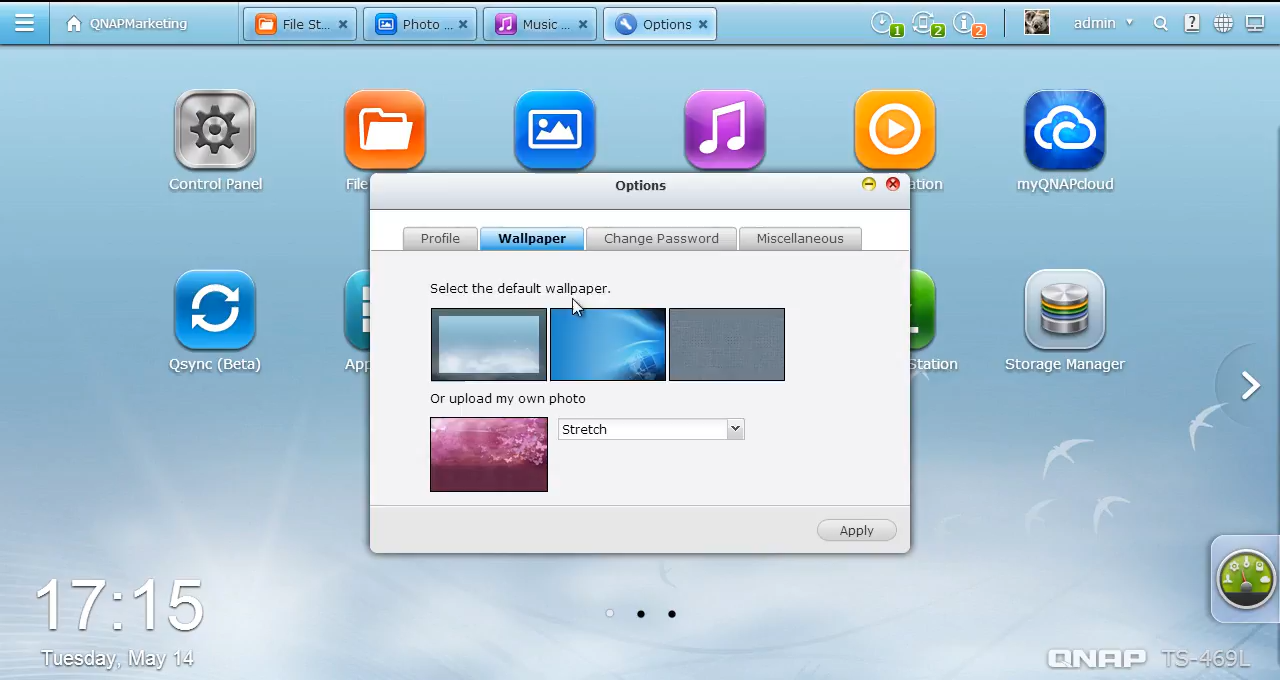 QNAPMarketing
File St...
Photo ...
Music ...
Options
1
2
2
admin
?
Control Panel
File
ation
myQNAPcloud
Options
Profile
Wallpaper
Change Password
Miscellaneous
Select the default wallpaper.
Or upload my own photo
Stretch
Apply
Qsync (Beta)
App
Station
Storage Manager
17:15
Tuesday, May 14
QNAP TS-469L